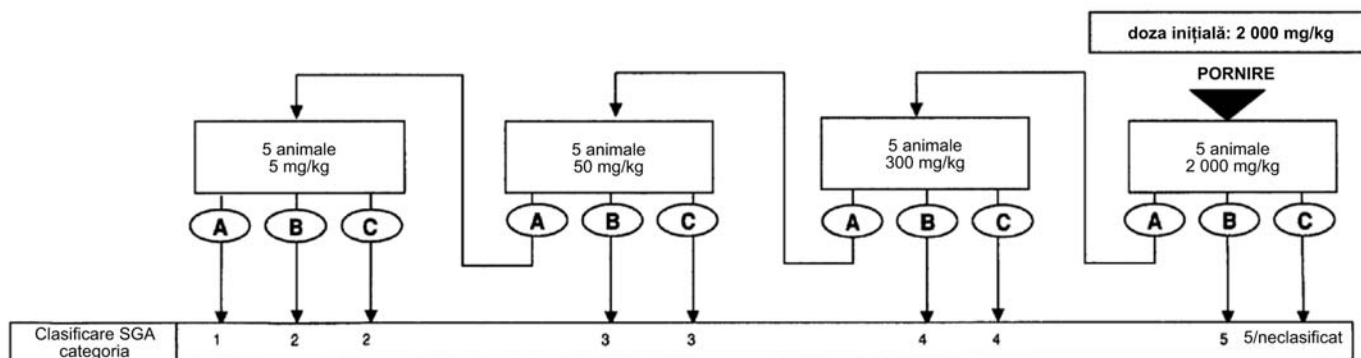 doza inițială: 2 000 mg/kg
PORNIRE
5 animale
5 mg/kg
5 animale
50 mg/kg
5 animale
300 mg/kg
5 animale
2 000 mg/kg
A B C A B C A B C A B C
Clasificare SGA
categoria
1 2 2 3 3 4 4 5 5/neclasificat